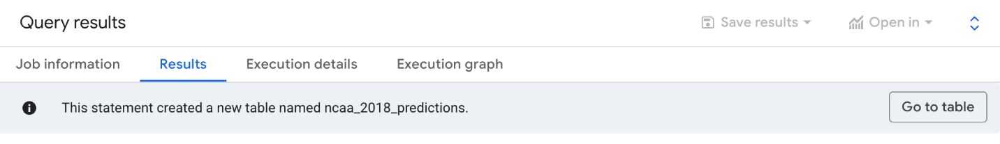 Query results
Save results
Open in
Job information
Results
Execution details
Execution graph
This statement created a new table named ncaa_2018_predictions.
Go to table